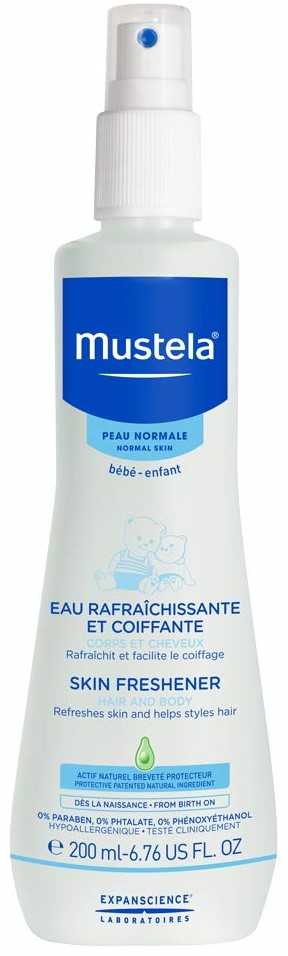 mustela®
PEAU NORMALE
NORMAL SKIN
bébé-enfant
EAU RAFRAÎCHISSANTE
ET COIFFANTE
CORPS ET CHEVEUX
Rafraîchit et facilite le coiffage
SKIN FRESHENER
HAIR AND BODY
Refreshes skin and helps styles hair
ACTIF NATUREL BREVETÉ PROTECTEUR
PROTECTIVE PATENTED NATURAL INGREDIENT
DÈS LA NAISSANCE • FROM BIRTH ON
0% PARABEN, 0% PHTALATE, 0% PHÉNOXYÉTHANOL
HYPOALLERGÉNIQUE • TESTÉ CLINIQUEMENT
℮ 200 ml-6.76 US FL. OZ
EXPANSCIENCE®
LABORATOIRES